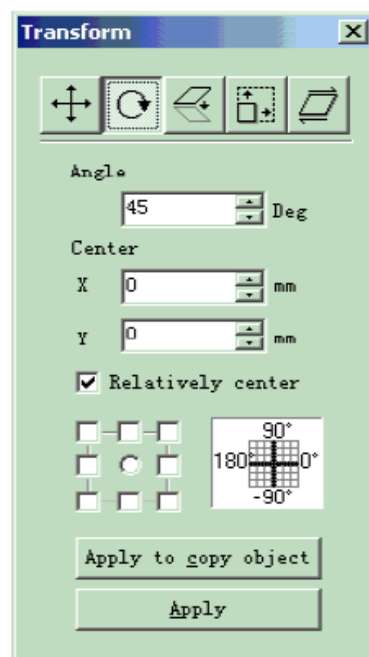 Transform
Angle
45 Deg
Center
X 0 mm
Y 0 mm
Relatively center
90°
180° 0°
-90°
Apply to copy object
Apply